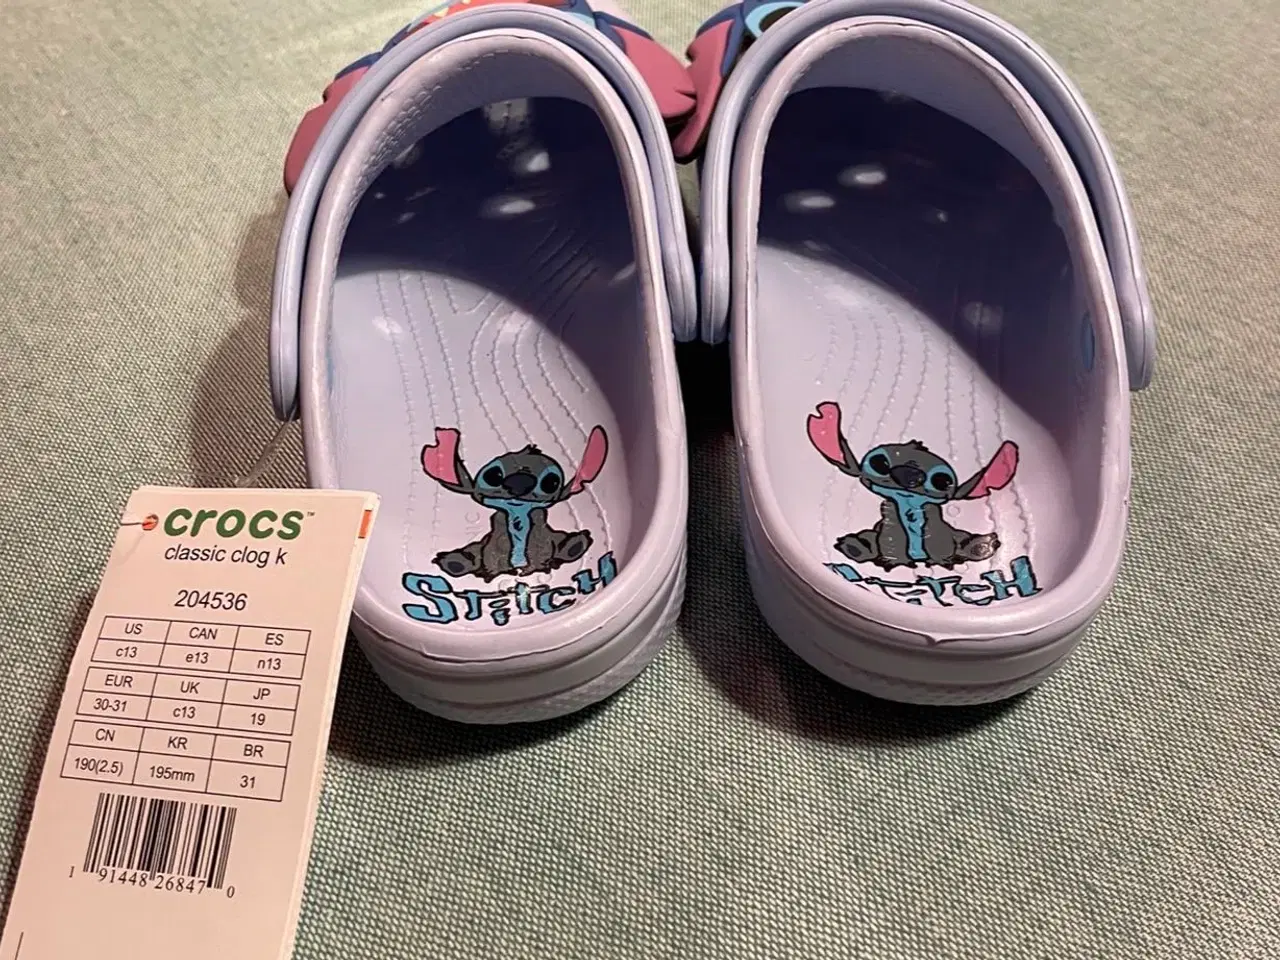 crocs™
classic clog k
204536
US CAN ES
c13 e13 n13
EUR UK JP
30-31 c13 19
CN KR BR
190(2.5) 195mm 31
1 91448 26847 0
STITCH
STITCH